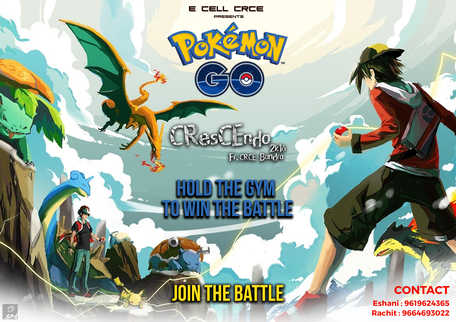 E CELL CRCE
PRESENTS
POKÉMON
GO
CResCEndo
2k16
Fr.CRCE Bandra
HOLD THE GYM
TO WIN THE BATTLE
JOIN THE BATTLE
CONTACT
Eshani : 9619624365
Rachit : 9664693022